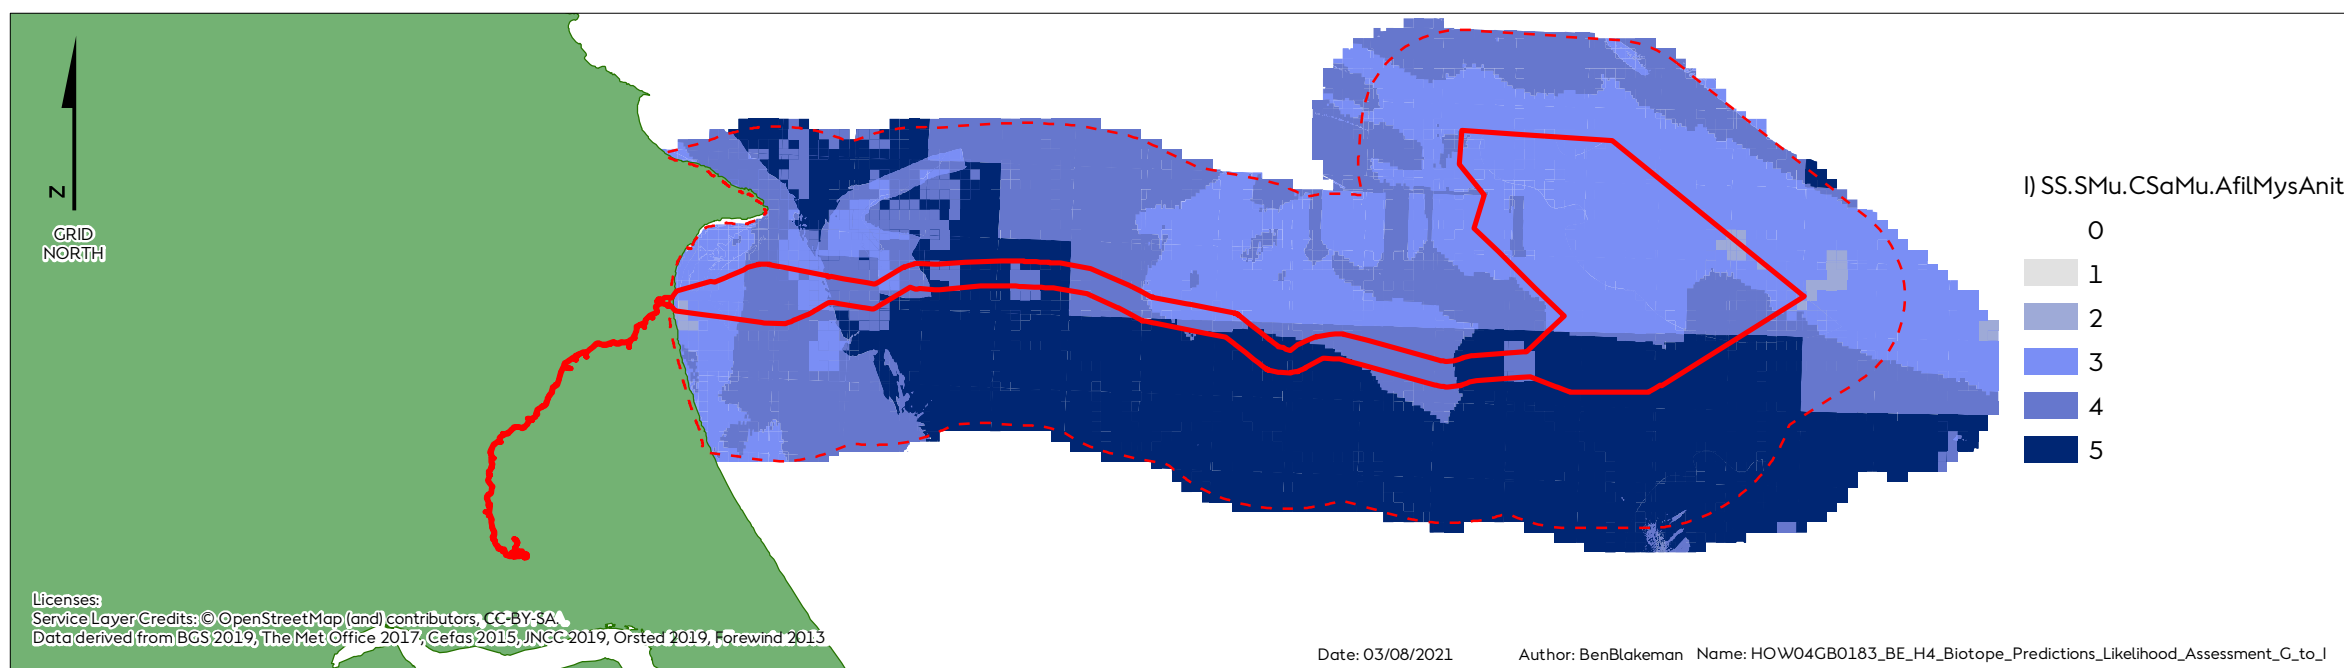 N
GRID
NORTH
I) SS.SMu.CSaMu.AfilMysAnit
0
1
2
3
4
5
Licenses:
Service Layer Credits: © OpenStreetMap (and) contributors, CC-BY-SA.
Data derived from BGS 2019, The Met Office 2017, Cefas 2015, JNCC 2019, Orsted 2019, Forewind 2013
Date: 03/08/2021 Author: BenBlakeman Name: HOW04GB0183_BE_H4_Biotope_Predictions_Likelihood_Assessment_G_to_I